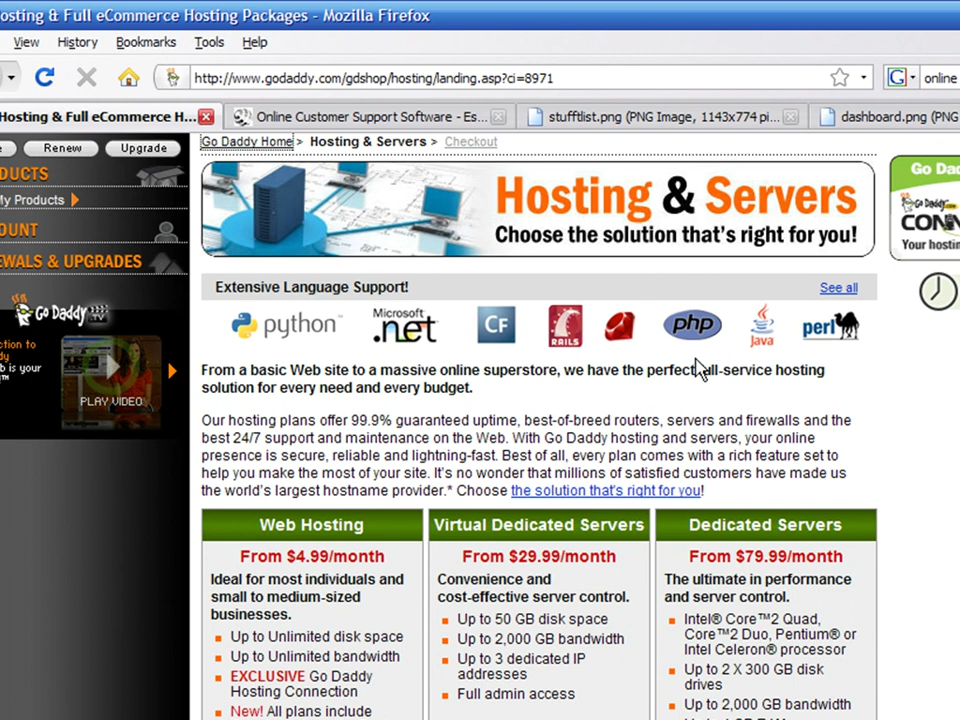 osting & Full eCommerce Hosting Packages - Mozilla Firefox
View History Bookmarks Tools Help
http://www.godaddy.com/gdshop/hosting/landing.asp?ci=8971
G online
Hosting & Full eCommerce H...
Online Customer Support Software - Es...
stufftlist.png (PNG Image, 1143x774 pi...
dashboard.png (PNG
Renew Upgrade
Go Daddy Home > Hosting & Servers > Checkout
ODUCTS
My Products
OUNT
EWALS & UPGRADES
Go Daddy
ction to
dy
b is your
PLAY VIDEO
Hosting & Servers
Choose the solution that's right for you!
Go Dad
Go Daddy
CONN
Your hostin
Extensive Language Support!
See all
python
Microsoft
.net
CF
RAILS
php
Java
perl
From a basic Web site to a massive online superstore, we have the perfect all-service hosting
solution for every need and every budget.
Our hosting plans offer 99.9% guaranteed uptime, best-of-breed routers, servers and firewalls and the
best 24/7 support and maintenance on the Web. With Go Daddy hosting and servers, your online
presence is secure, reliable and lightning-fast. Best of all, every plan comes with a rich feature set to
help you make the most of your site. It's no wonder that millions of satisfied customers have made us
the world's largest hostname provider.* Choose the solution that's right for you!
Web Hosting
From $4.99/month
Ideal for most individuals and
small to medium-sized
businesses.
Up to Unlimited disk space
Up to Unlimited bandwidth
EXCLUSIVE Go Daddy
Hosting Connection
New! All plans include
Virtual Dedicated Servers
From $29.99/month
Convenience and
cost-effective server control.
Up to 50 GB disk space
Up to 2,000 GB bandwidth
Up to 3 dedicated IP
addresses
Full admin access
Dedicated Servers
From $79.99/month
The ultimate in performance
and server control.
Intel® Core™2 Quad,
Core™2 Duo, Pentium® or
Intel Celeron® processor
Up to 2 X 300 GB disk
drives
Up to 2,000 GB bandwidth